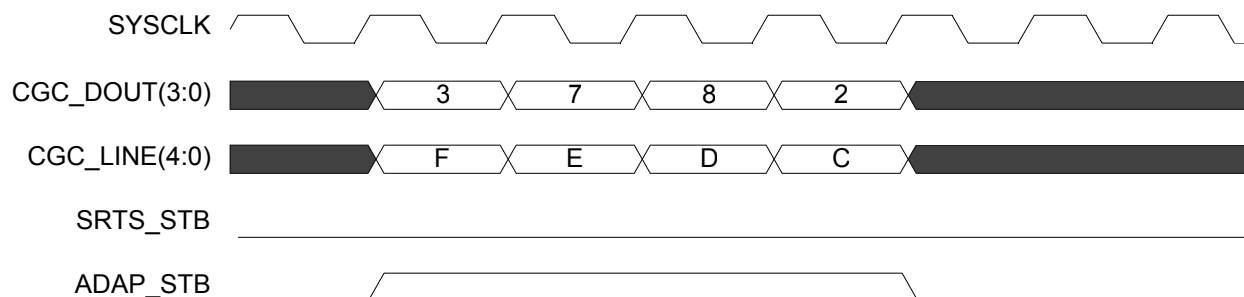 SYSCLK
CGC_DOUT(3:0) 3 7 8 2
CGC_LINE(4:0) F E D C
SRTS_STB
ADAP_STB